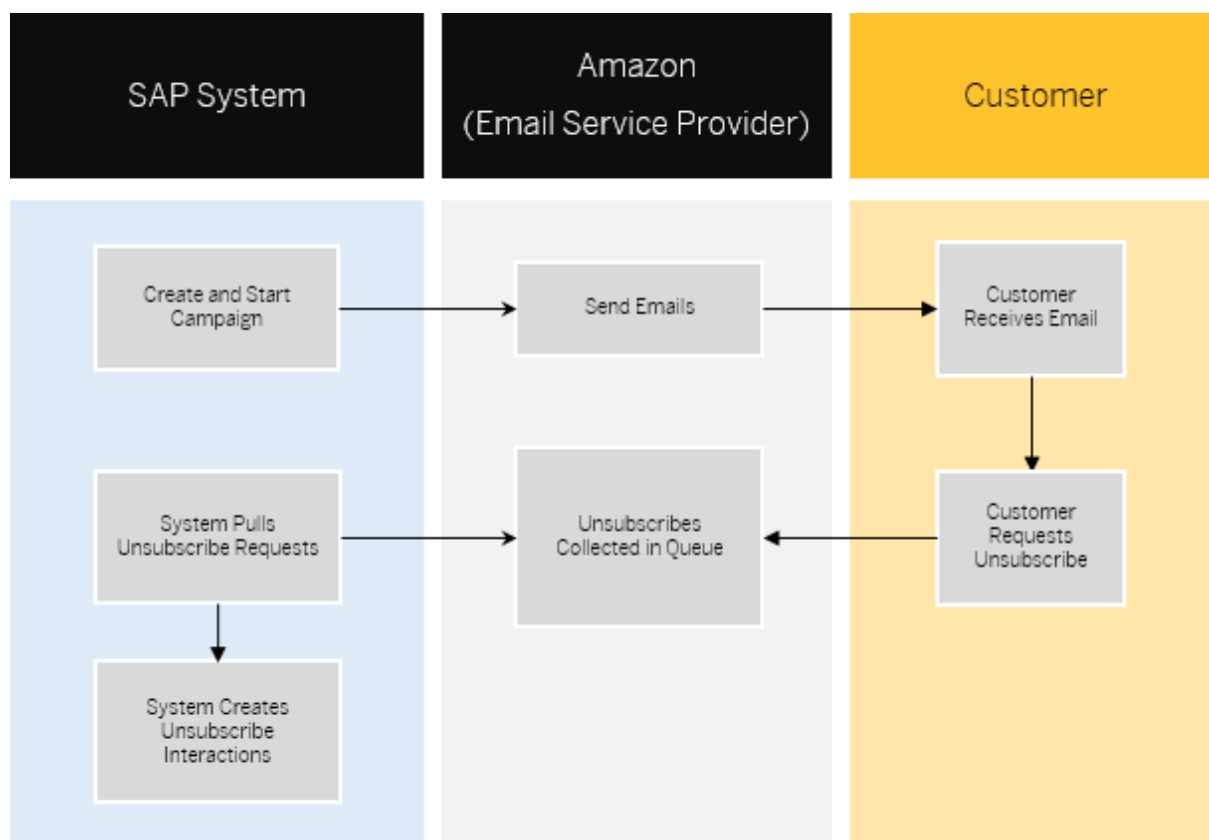 SAP System
Amazon
(Email Service Provider)
Customer
Create and Start
Campaign
Send Emails
Customer
Receives Email
System Pulls
Unsubscribe Requests
Unsubscribes
Collected in Queue
Customer
Requests
Unsubscribe
System Creates
Unsubscribe
Interactions